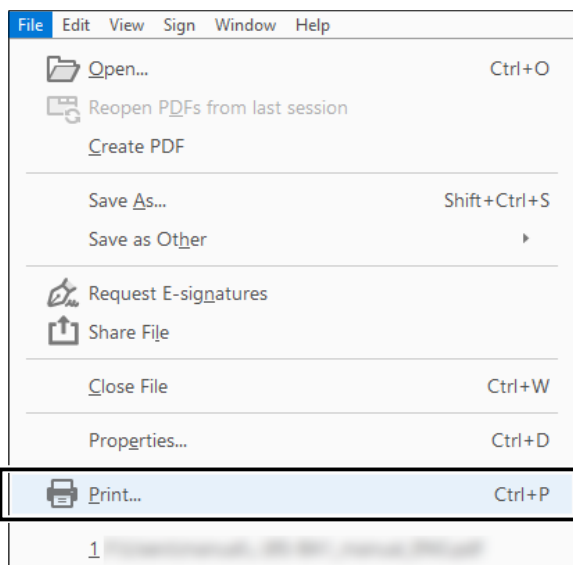 File Edit View Sign Window Help
Open... Ctrl+O
Reopen PDFs from last session
Create PDF
Save As... Shift+Ctrl+S
Save as Other
Request E-signatures
Share File
Close File Ctrl+W
Properties... Ctrl+D
Print... Ctrl+P
1